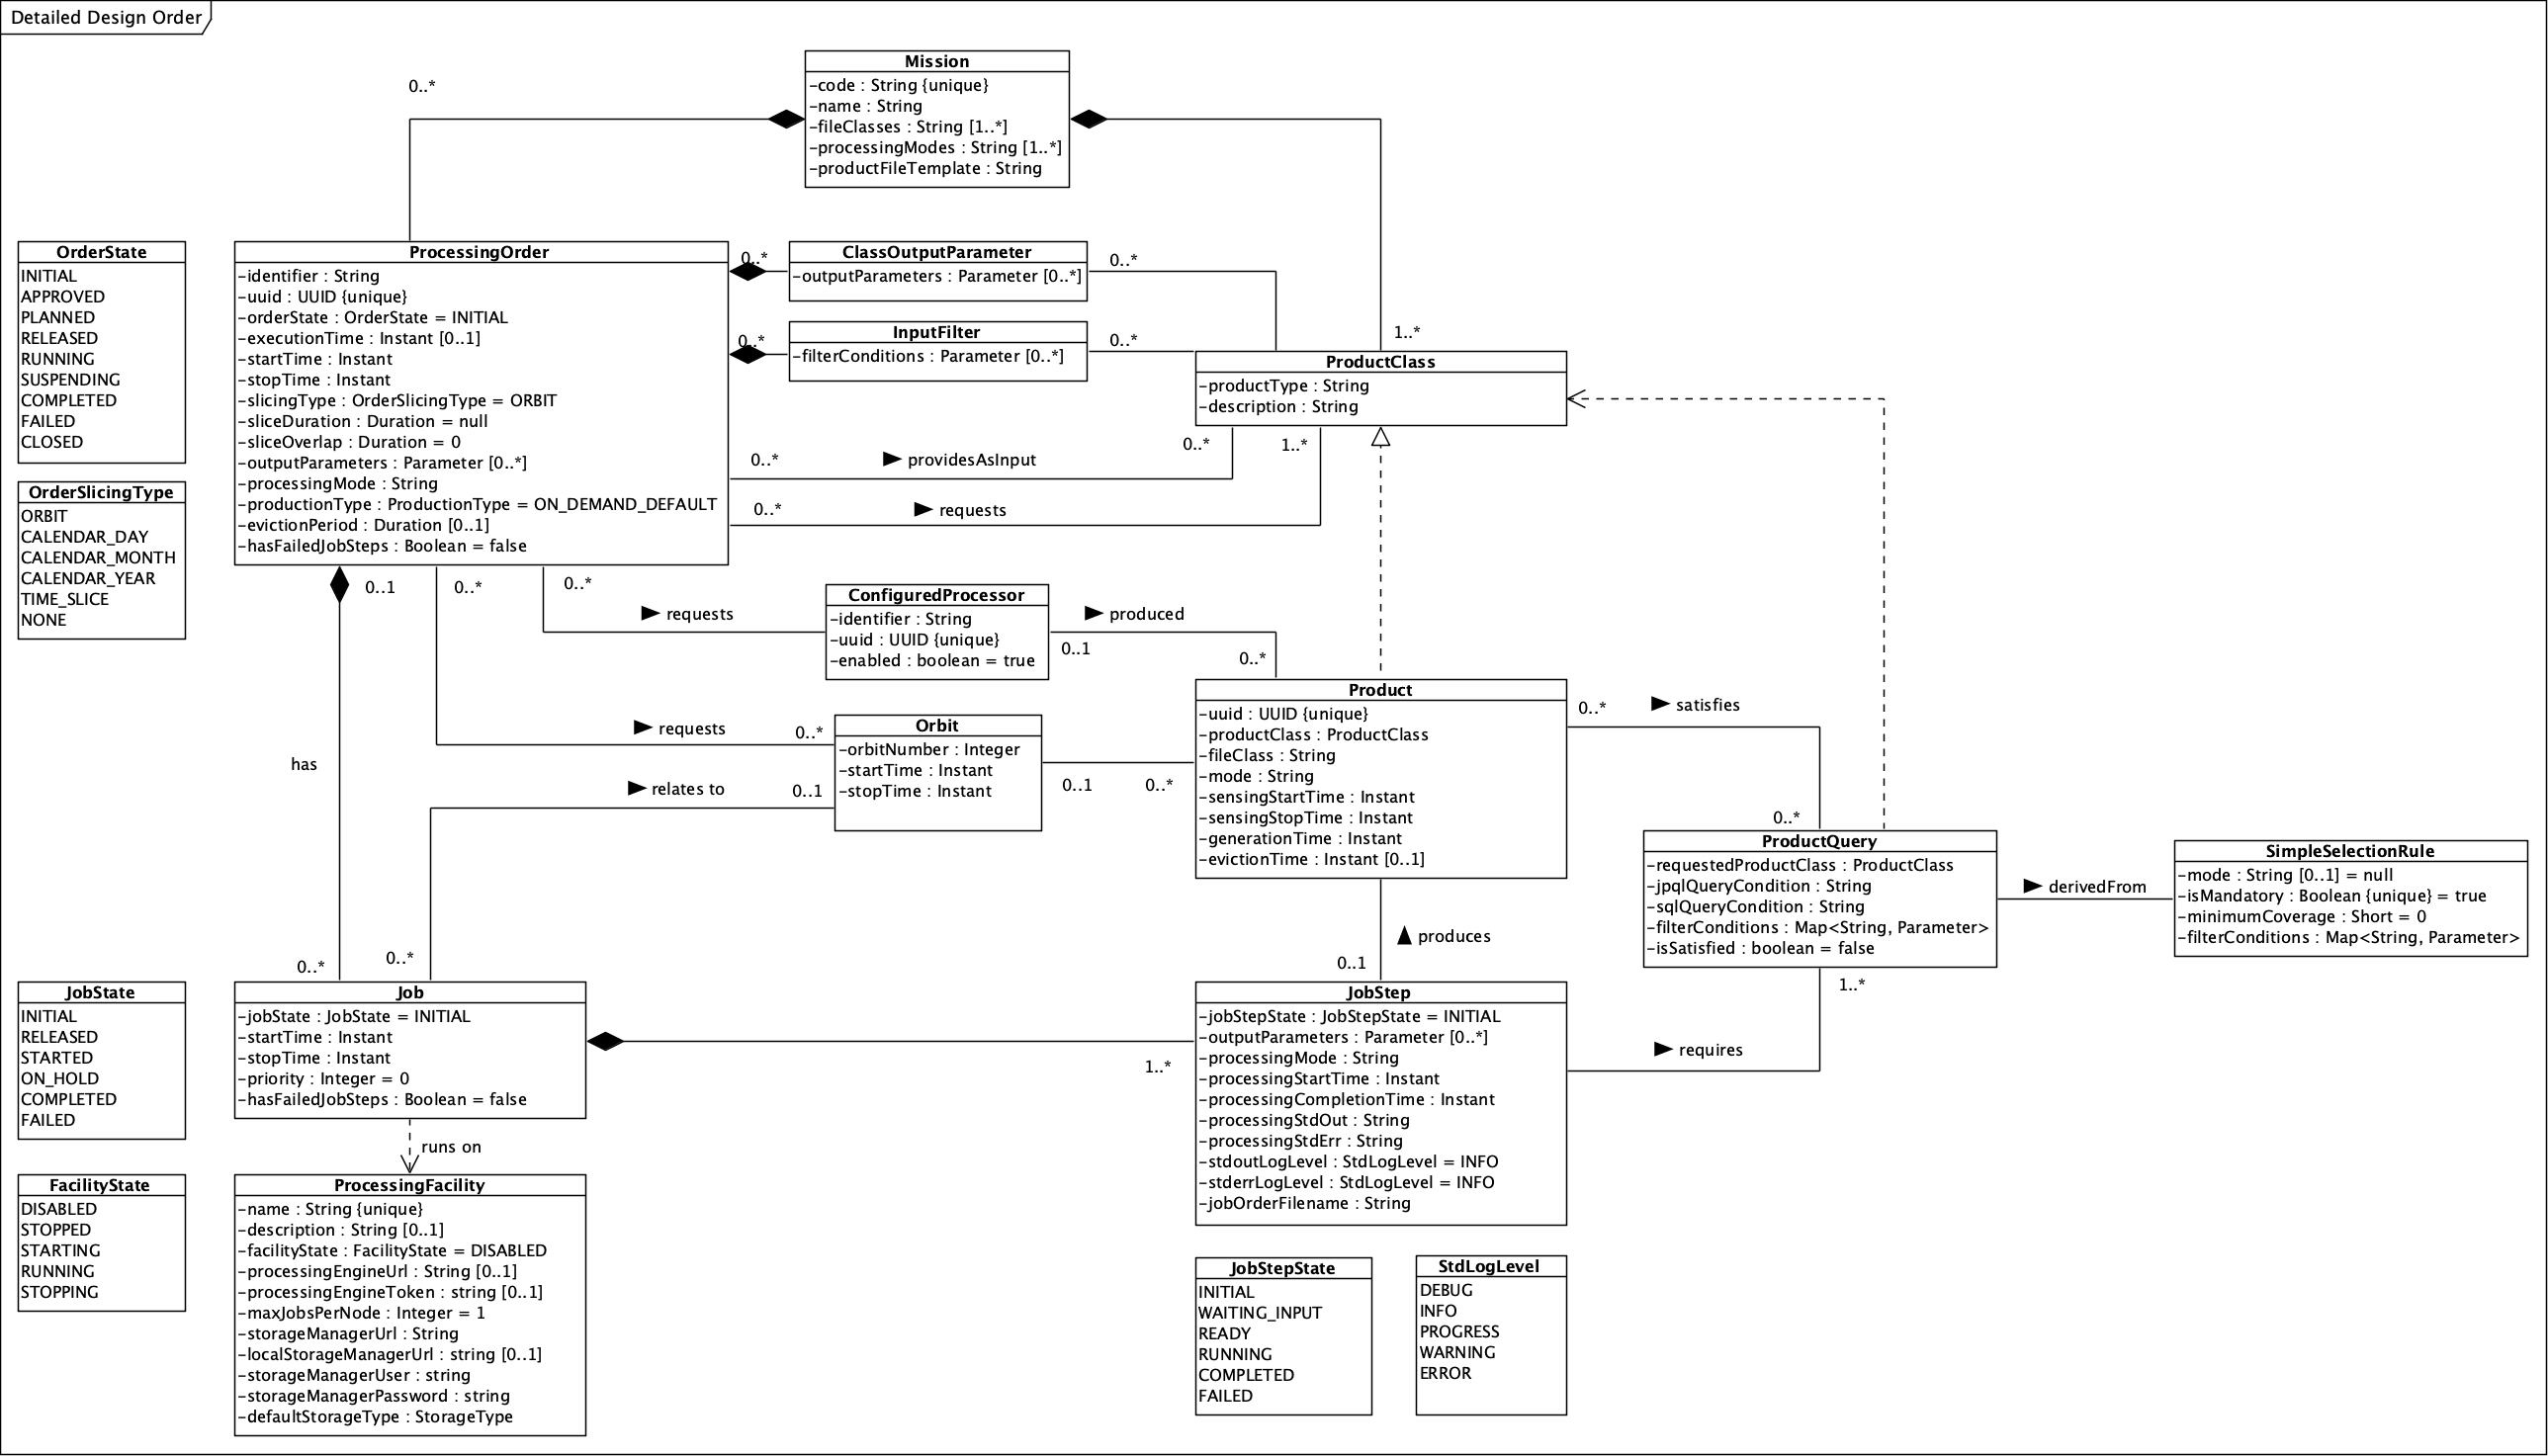 Detailed Design Order
Mission
-code : String {unique}
-name : String
-fileClasses : String [1..*]
-processingModes : String [1..*]
-productFileTemplate : String
0..*
OrderState
INITIAL
APPROVED
PLANNED
RELEASED
RUNNING
SUSPENDING
COMPLETED
FAILED
CLOSED
OrderSlicingType
ORBIT
CALENDAR_DAY
CALENDAR_MONTH
CALENDAR_YEAR
TIME_SLICE
NONE
ProcessingOrder
-identifier : String
-uuid : UUID {unique}
-orderState : OrderState = INITIAL
-executionTime : Instant [0..1]
-startTime : Instant
-stopTime : Instant
-slicingType : OrderSlicingType = ORBIT
-sliceDuration : Duration = null
-sliceOverlap : Duration = 0
-outputParameters : Parameter [0..*]
-processingMode : String
-productionType : ProductionType = ON_DEMAND_DEFAULT
-evictionPeriod : Duration [0..1]
-hasFailedJobSteps : Boolean = false
0..*
ClassOutputParameter
-outputParameters : Parameter [0..*]
0..*
0..*
InputFilter
-filterConditions : Parameter [0..*]
0..*
1..*
ProductClass
-productType : String
-description : String
0..*
providesAsInput
0..*
1..*
0..*
requests
0..1
0..*
0..*
requests
ConfiguredProcessor
-identifier : String
-uuid : UUID {unique}
-enabled : boolean = true
produced
0..1
0..*
requests
0..*
Orbit
-orbitNumber : Integer
-startTime : Instant
-stopTime : Instant
0..1
0..*
has
relates to
0..1
Product
-uuid : UUID {unique}
-productClass : ProductClass
-fileClass : String
-mode : String
-sensingStartTime : Instant
-sensingStopTime : Instant
-generationTime : Instant
-evictionTime : Instant [0..1]
0..*
satisfies
0..*
ProductQuery
-requestedProductClass : ProductClass
-jpqlQueryCondition : String
-sqlQueryCondition : String
-filterConditions : Map<String, Parameter>
-isSatisfied : boolean = false
derivedFrom
SimpleSelectionRule
-mode : String [0..1] = null
-isMandatory : Boolean {unique} = true
-minimumCoverage : Short = 0
-filterConditions : Map<String, Parameter>
produces
0..1
1..*
requires
0..*
0..*
JobState
INITIAL
RELEASED
STARTED
ON_HOLD
COMPLETED
FAILED
Job
-jobState : JobState = INITIAL
-startTime : Instant
-stopTime : Instant
-priority : Integer = 0
-hasFailedJobSteps : Boolean = false
1..*
JobStep
-jobStepState : JobStepState = INITIAL
-outputParameters : Parameter [0..*]
-processingMode : String
-processingStartTime : Instant
-processingCompletionTime : Instant
-processingStdOut : String
-processingStdErr : String
-stdoutLogLevel : StdLogLevel = INFO
-stderrLogLevel : StdLogLevel = INFO
-jobOrderFilename : String
runs on
FacilityState
DISABLED
STOPPED
STARTING
RUNNING
STOPPING
ProcessingFacility
-name : String {unique}
-description : String [0..1]
-facilityState : FacilityState = DISABLED
-processingEngineUrl : String [0..1]
-processingEngineToken : string [0..1]
-maxJobsPerNode : Integer = 1
-storageManagerUrl : String
-localStorageManagerUrl : string [0..1]
-storageManagerUser : string
-storageManagerPassword : string
-defaultStorageType : StorageType
JobStepState
INITIAL
WAITING_INPUT
READY
RUNNING
COMPLETED
FAILED
StdLogLevel
DEBUG
INFO
PROGRESS
WARNING
ERROR